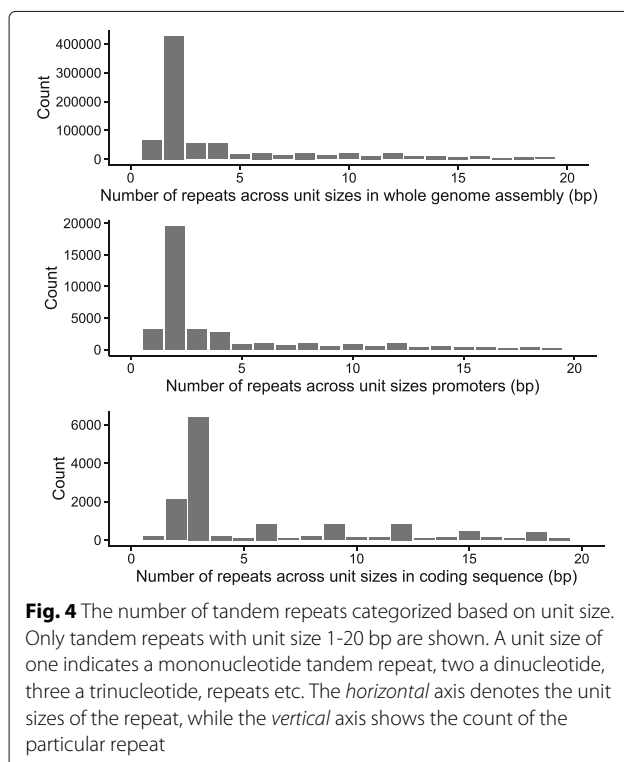 400000
300000
200000
100000
0
Count
0 5 10 15 20
Number of repeats across unit sizes in whole genome assembly (bp)
20000
15000
10000
5000
0
Count
0 5 10 15 20
Number of repeats across unit sizes promoters (bp)
6000
4000
2000
0
Count
0 5 10 15 20
Number of repeats across unit sizes in coding sequence (bp)
Fig. 4 The number of tandem repeats categorized based on unit size.
Only tandem repeats with unit size 1-20 bp are shown. A unit size of
one indicates a mononucleotide tandem repeat, two a dinucleotide,
three a trinucleotide, repeats etc. The horizontal axis denotes the unit
sizes of the repeat, while the vertical axis shows the count of the
particular repeat